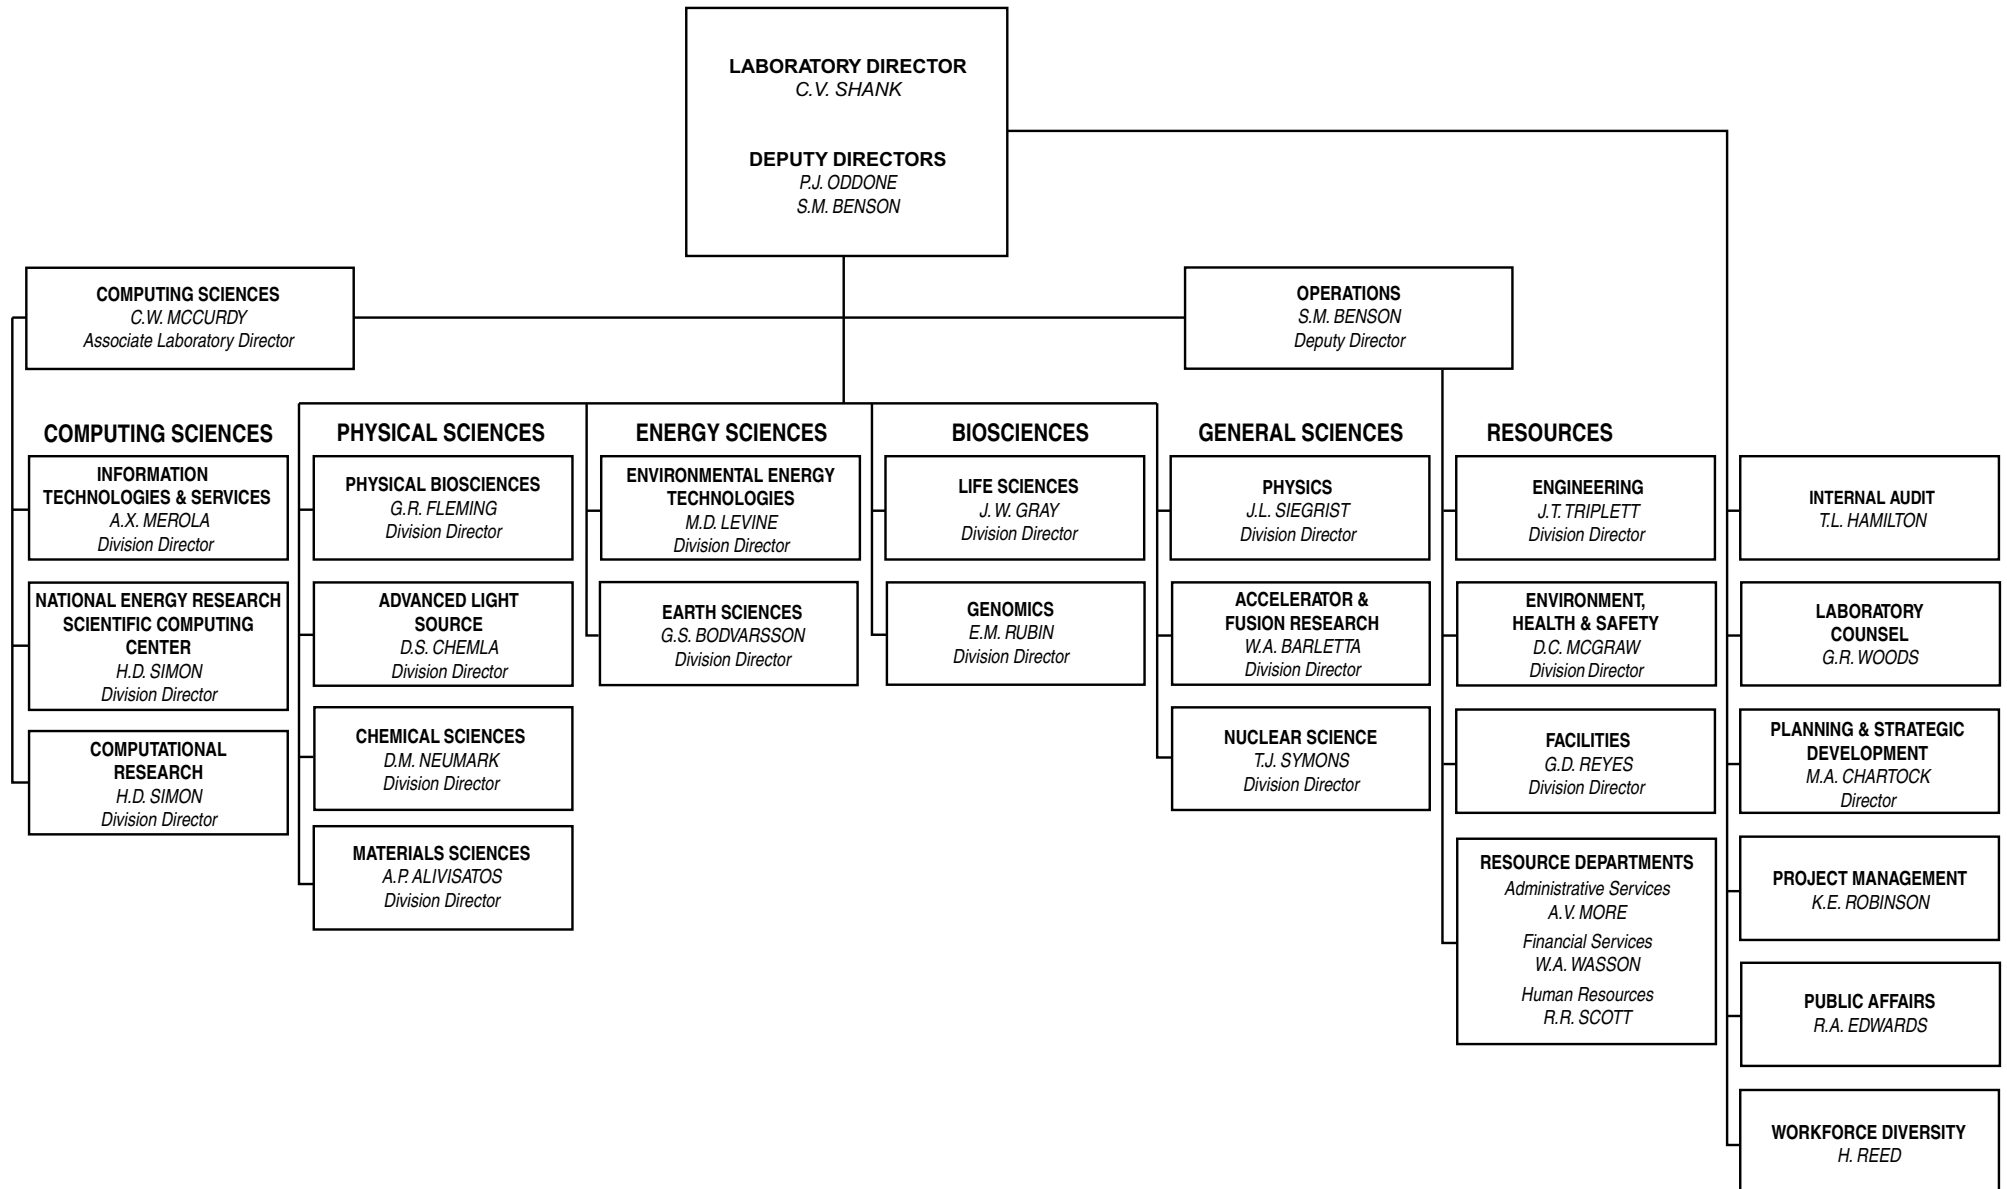 LABORATORY DIRECTOR
C.V. SHANK
DEPUTY DIRECTORS
P.J. ODDONE
S.M. BENSON
COMPUTING SCIENCES
C.W. MCCURDY
Associate Laboratory Director
OPERATIONS
S.M. BENSON
Deputy Director
COMPUTING SCIENCES
INFORMATION
TECHNOLOGIES & SERVICES
A.X. MEROLA
Division Director
NATIONAL ENERGY RESEARCH
SCIENTIFIC COMPUTING
CENTER
H.D. SIMON
Division Director
COMPUTATIONAL
RESEARCH
H.D. SIMON
Division Director
PHYSICAL SCIENCES
PHYSICAL BIOSCIENCES
G.R. FLEMING
Division Director
ADVANCED LIGHT
SOURCE
D.S. CHEMLA
Division Director
CHEMICAL SCIENCES
D.M. NEUMARK
Division Director
MATERIALS SCIENCES
A.P. ALIVISATOS
Division Director
ENERGY SCIENCES
ENVIRONMENTAL ENERGY
TECHNOLOGIES
M.D. LEVINE
Division Director
EARTH SCIENCES
G.S. BODVARSSON
Division Director
BIOSCIENCES
LIFE SCIENCES
J.W. GRAY
Division Director
GENOMICS
E.M. RUBIN
Division Director
GENERAL SCIENCES
PHYSICS
J.L. SIEGRIST
Division Director
ACCELERATOR &
FUSION RESEARCH
W.A. BARLETTA
Division Director
NUCLEAR SCIENCE
T.J. SYMONS
Division Director
RESOURCES
ENGINEERING
J.T. TRIPLETT
Division Director
ENVIRONMENT,
HEALTH & SAFETY
D.C. MCGRAW
Division Director
FACILITIES
G.D. REYES
Division Director
RESOURCE DEPARTMENTS
Administrative Services
A.V. MORE
Financial Services
W.A. WASSON
Human Resources
R.R. SCOTT
INTERNAL AUDIT
T.L. HAMILTON
LABORATORY
COUNSEL
G.R. WOODS
PLANNING & STRATEGIC
DEVELOPMENT
M.A. CHARTOCK
Director
PROJECT MANAGEMENT
K.E. ROBINSON
PUBLIC AFFAIRS
R.A. EDWARDS
WORKFORCE DIVERSITY
H. REED